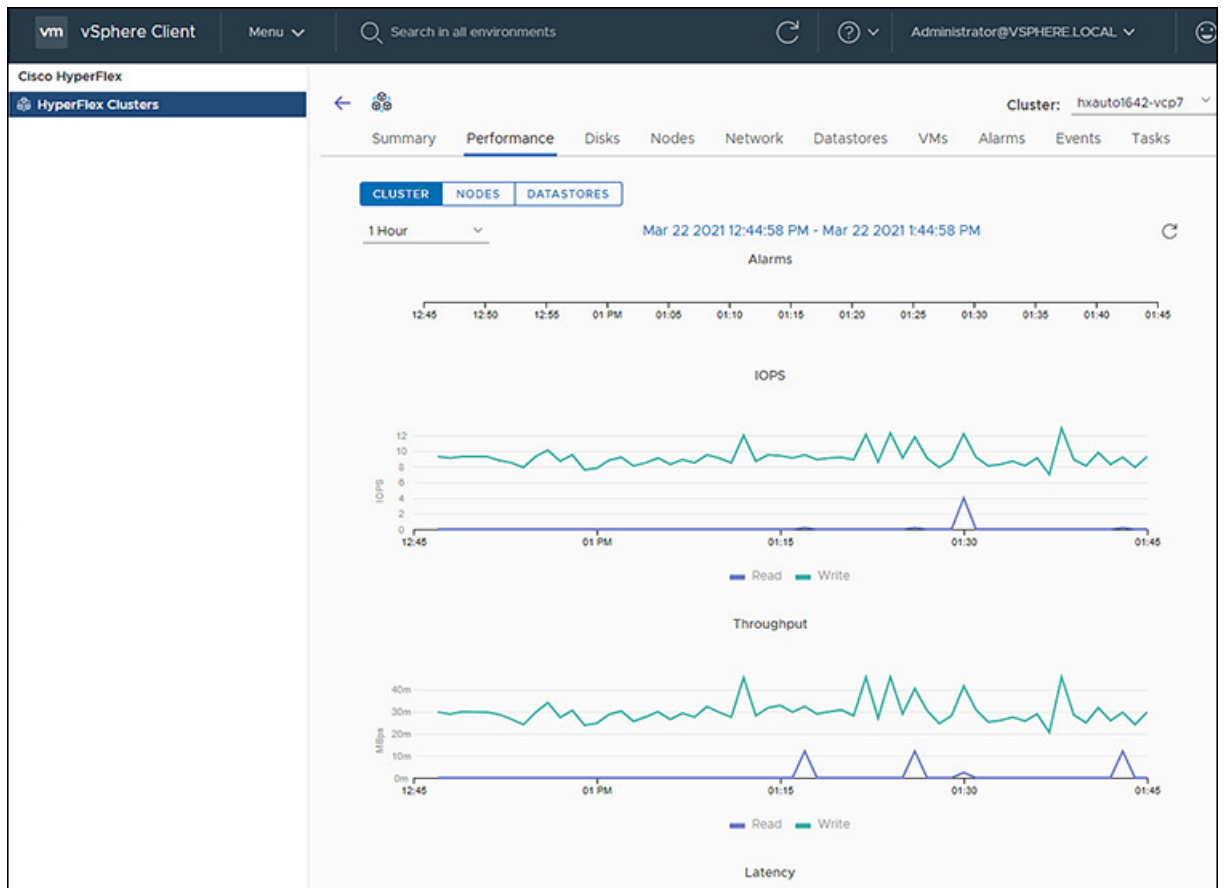 vm vSphere Client Menu Search in all environments Administrator@VSPHERE.LOCAL
Cisco HyperFlex
HyperFlex Clusters
Cluster: hxauto1642-vcp7
Summary Performance Disks Nodes Network Datastores VMs Alarms Events Tasks
CLUSTER NODES DATASTORES
1 Hour Mar 22 2021 12:44:58 PM - Mar 22 2021 1:44:58 PM
Alarms
12:45 12:50 12:55 01 PM 01:05 01:10 01:15 01:20 01:25 01:30 01:35 01:40 01:45
IOPS
12
10
8
6
4
2
0
IOPS
12:45 01 PM 01:15 01:30 01:45
Read Write
Throughput
40m
30m
20m
10m
0m
MBps
12:45 01 PM 01:15 01:30 01:45
Read Write
Latency